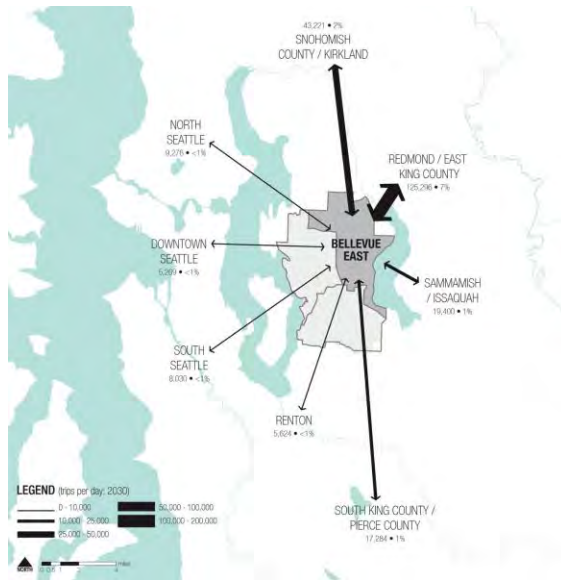 43,221 • 2%
SNOHOMISH
COUNTY / KIRKLAND
NORTH
SEATTLE
9,276 • <1%
REDMOND / EAST
KING COUNTY
125,296 • 7%
DOWNTOWN
SEATTLE
5,269 • <1%
BELLEVUE
EAST
SAMMAMISH
/ ISSAQUAH
19,400 • 1%
SOUTH
SEATTLE
8,030 • <1%
RENTON
5,624 • <1%
SOUTH KING COUNTY /
PIERCE COUNTY
17,284 • 1%
LEGEND (trips per day: 2030)
0 - 10,000
10,000 - 25,000
25,000 - 50,000
50,000 - 100,000
100,000 - 200,000